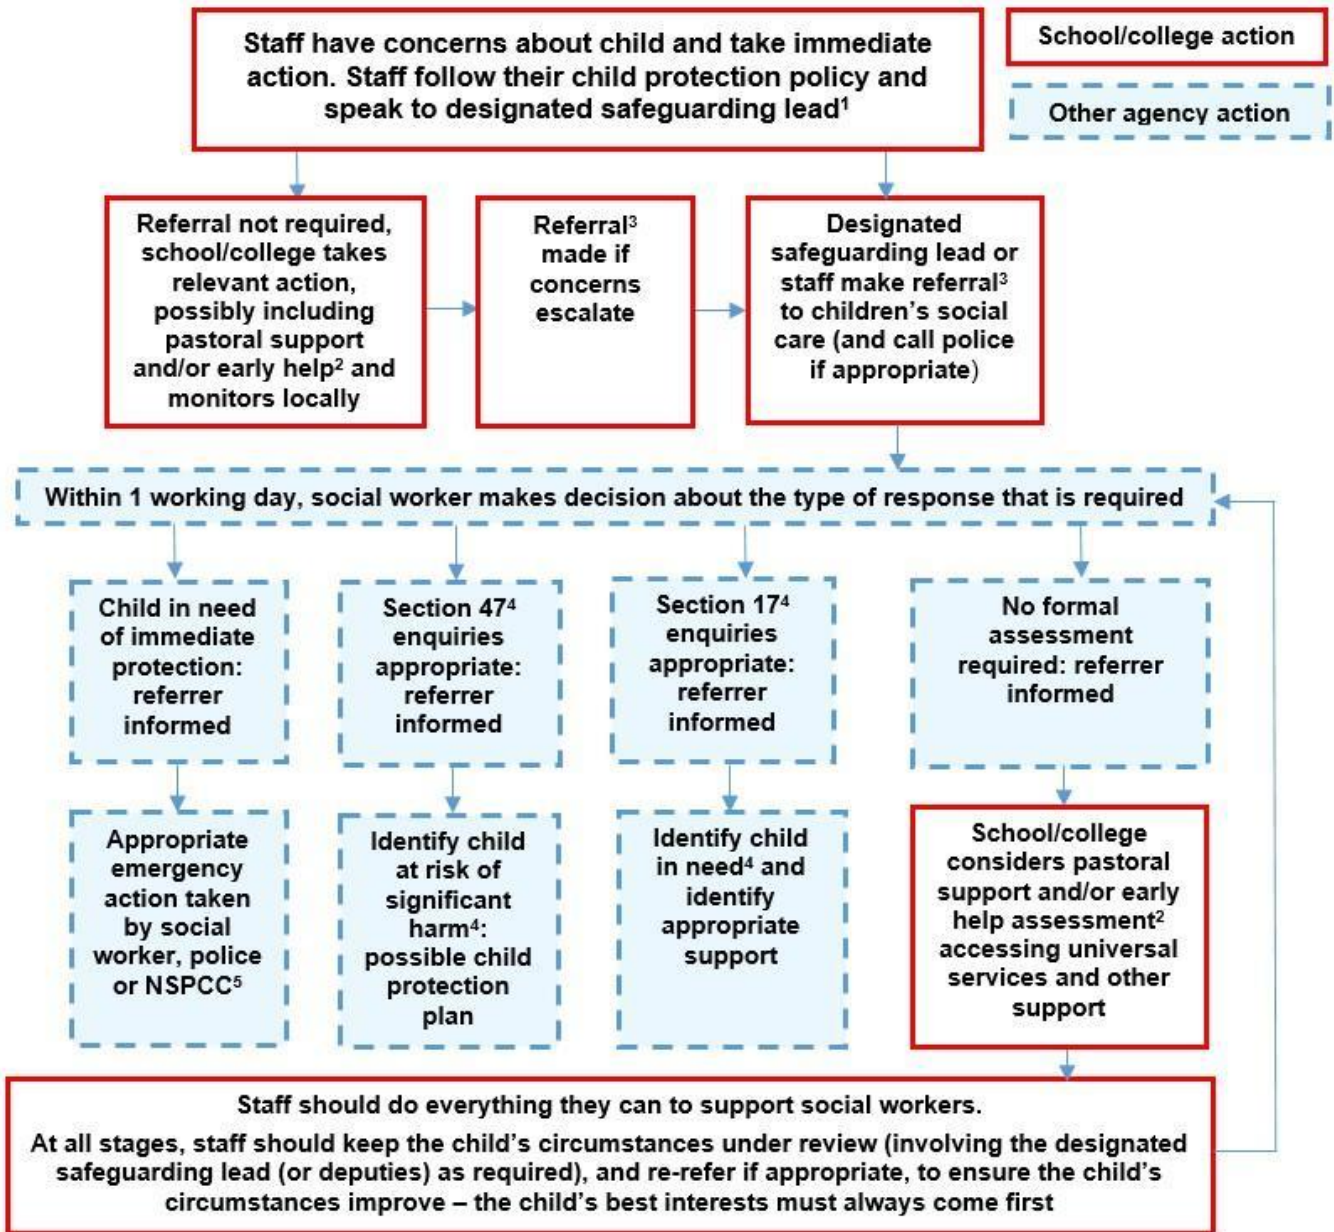 Staff have concerns about child and take immediate
action. Staff follow their child protection policy and
speak to designated safeguarding lead¹
School/college action
Other agency action
Referral not required,
school/college takes
relevant action,
possibly including
pastoral support
and/or early help² and
monitors locally
Referral³
made if
concerns
escalate
Designated
safeguarding lead or
staff make referral³
to children’s social
care (and call police
if appropriate)
Within 1 working day, social worker makes decision about the type of response that is required
Child in need
of immediate
protection:
referrer
informed
Section 47⁴
enquiries
appropriate:
referrer
informed
Section 17⁴
enquiries
appropriate:
referrer
informed
No formal
assessment
required: referrer
informed
Appropriate
emergency
action taken
by social
worker, police
or NSPCC⁵
Identify child
at risk of
significant
harm⁴:
possible child
protection
plan
Identify child
in need⁴ and
identify
appropriate
support
School/college
considers pastoral
support and/or early
help assessment²
accessing universal
services and other
support
Staff should do everything they can to support social workers.
At all stages, staff should keep the child’s circumstances under review (involving the designated
safeguarding lead (or deputies) as required), and re-refer if appropriate, to ensure the child’s
circumstances improve – the child’s best interests must always come first